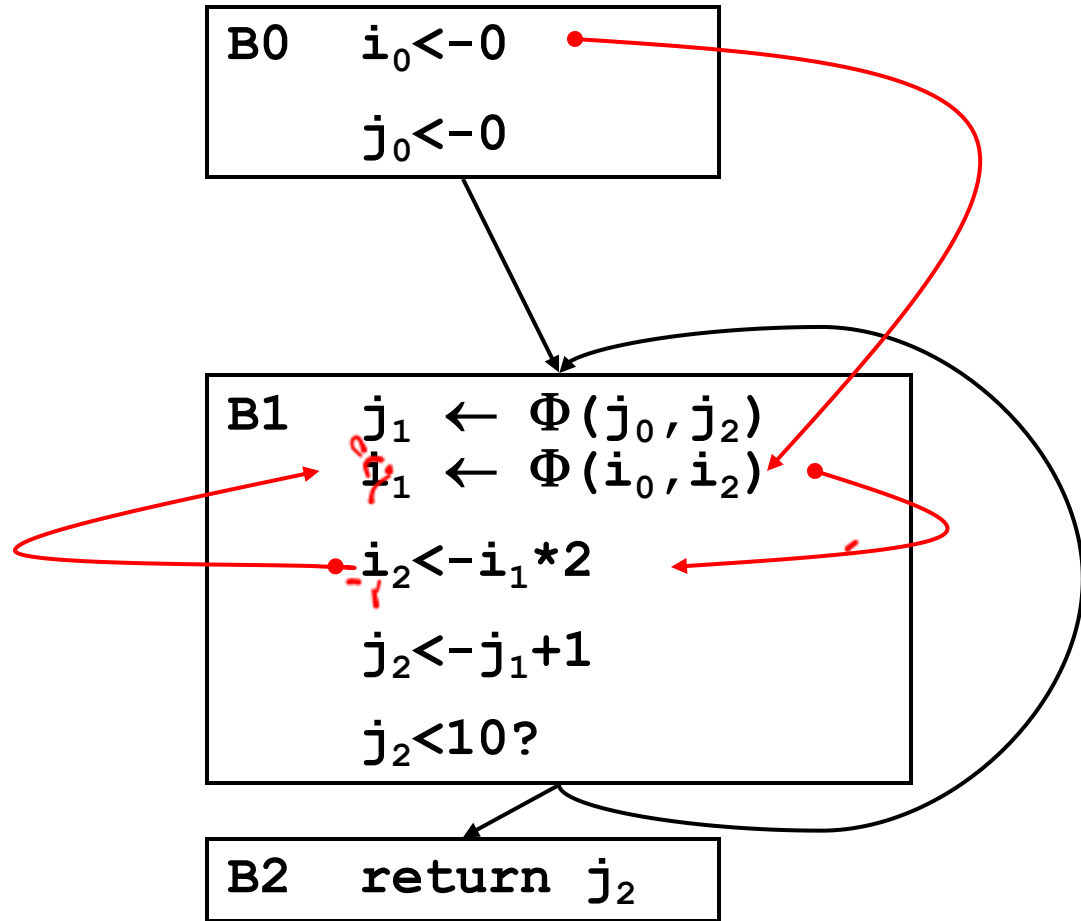 B0 i₀<-0
j₀<-0
B1 j₁ ← Φ(j₀,j₂)
i₁ ← Φ(i₀,i₂)
i₂<-i₁*2
j₂<-j₁+1
j₂<10?
B2 return j₂